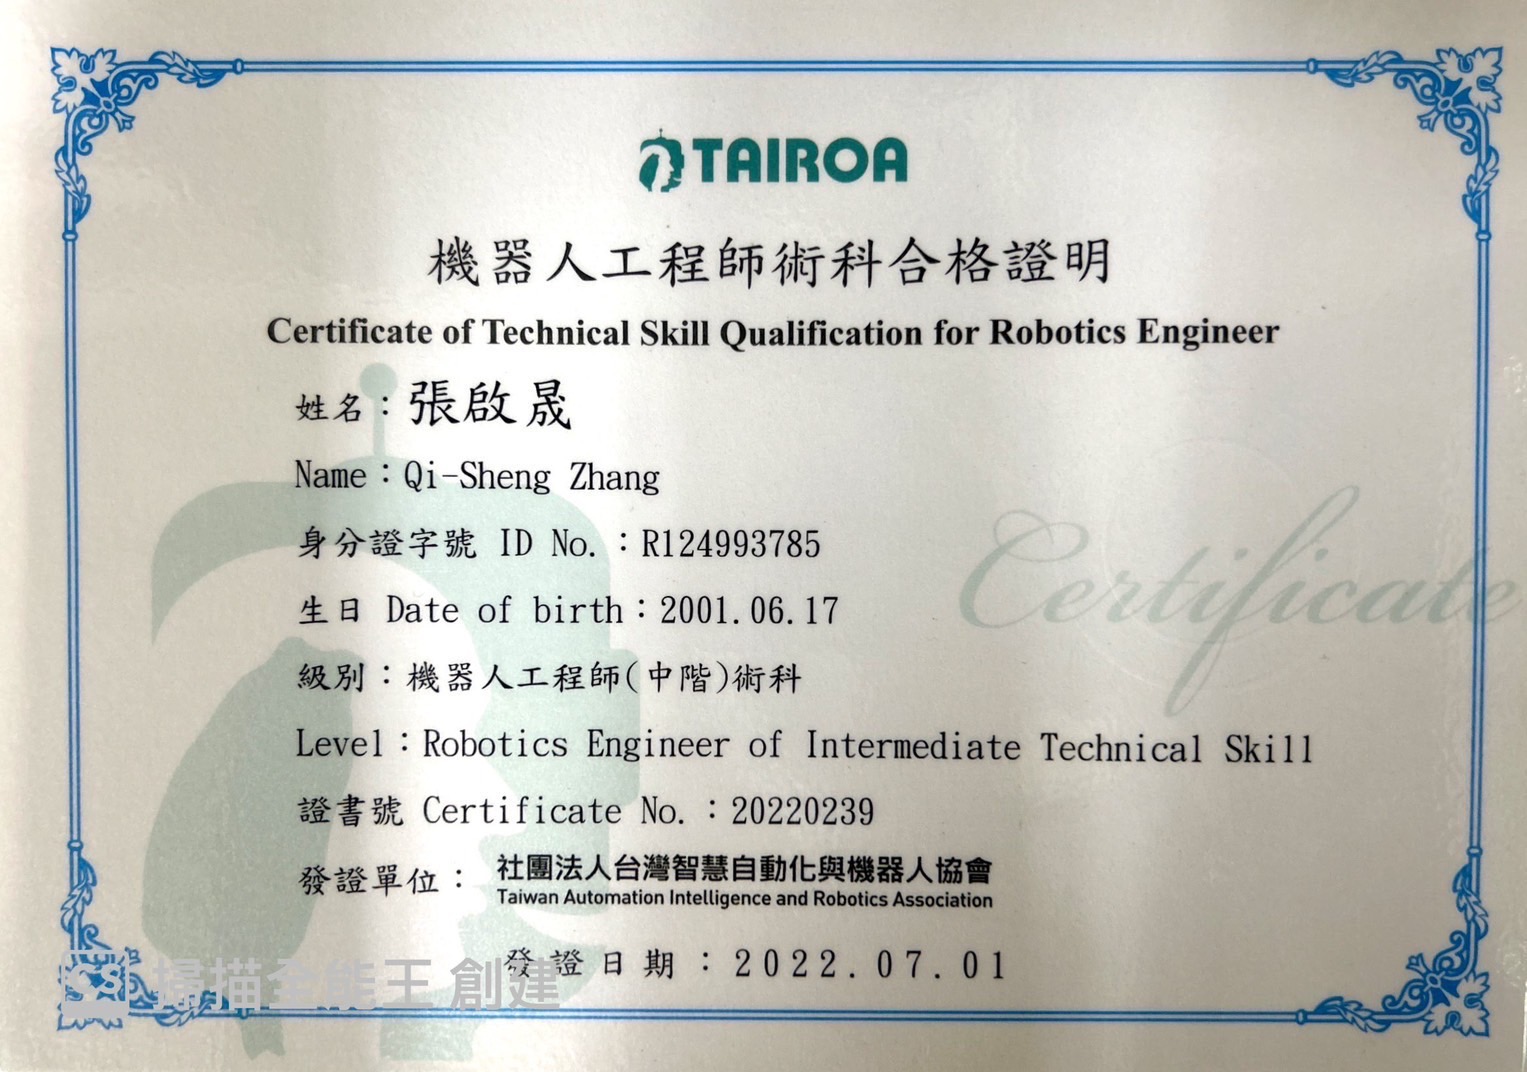 TAIROA
機器人工程師術科合格證明
Certificate of Technical Skill Qualification for Robotics Engineer
姓名：張啟晟
Name：Qi-Sheng Zhang
身分證字號 ID No.：R124993785
生日 Date of birth：2001.06.17
Certificate
級別：機器人工程師(中階)術科
Level：Robotics Engineer of Intermediate Technical Skill
證書號 Certificate No.：20220239
發證單位：社團法人台灣智慧自動化與機器人協會
Taiwan Automation Intelligence and Robotics Association
發證日期：2022.07.01
CS 掃描全能王 創建